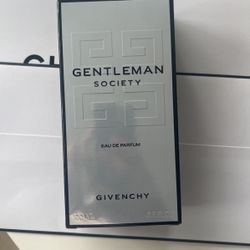 GENTLEMAN
SOCIETY
EAU DE PARFUM
GIVENCHY